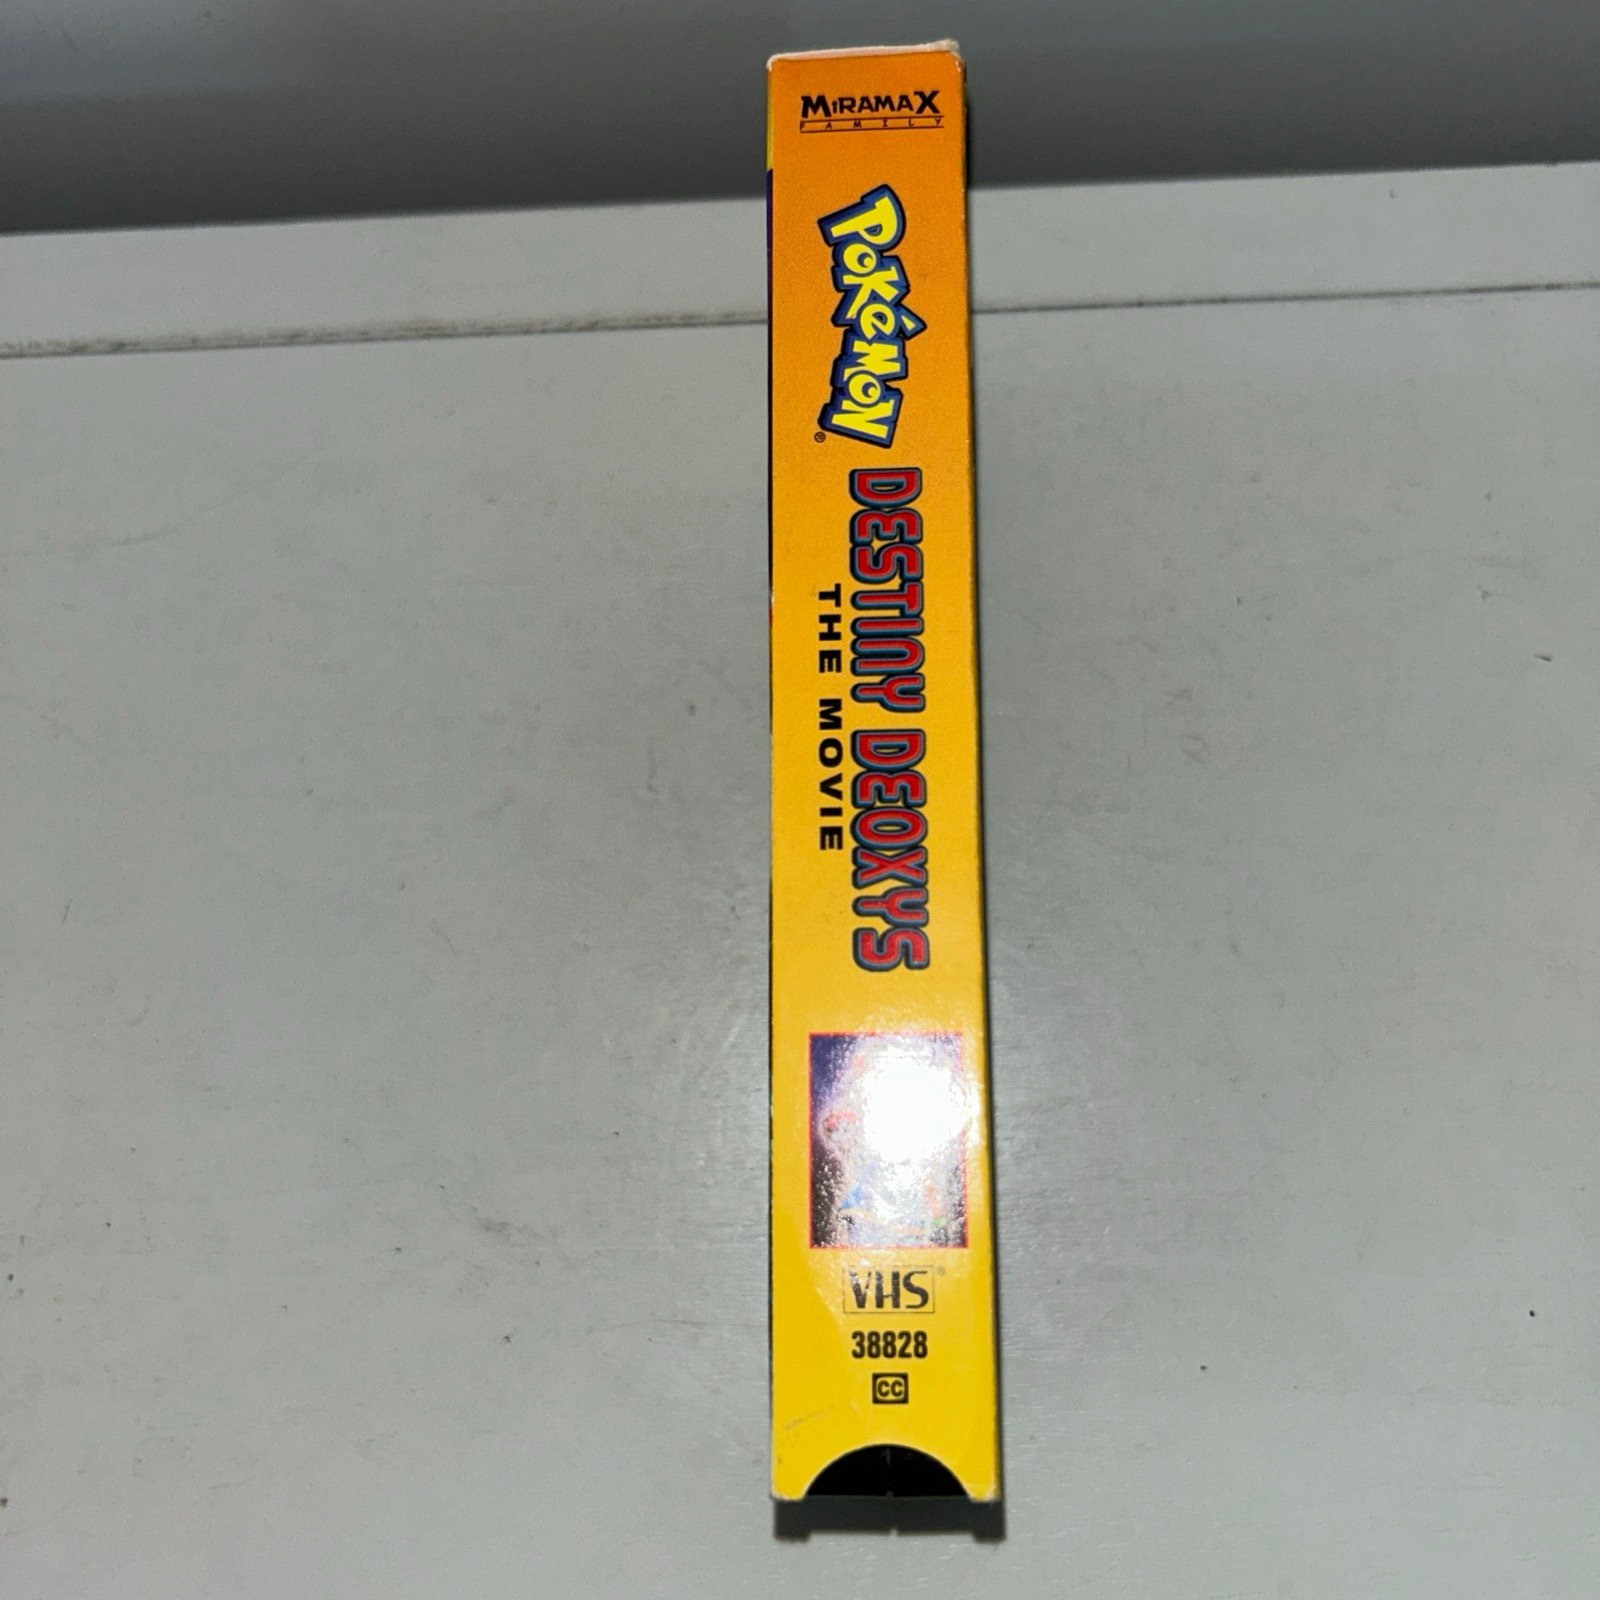 MIRAMAX
FAMILY
POKéMON®
DESTINY DEOXYS
THE MOVIE
VHS®
38828
CC